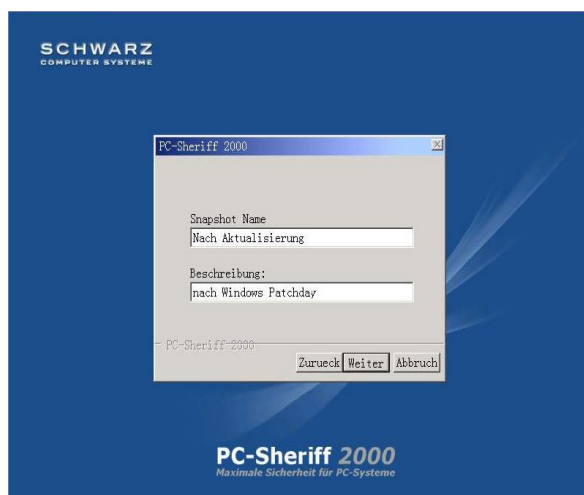 SCHWARZ
COMPUTER SYSTEME
PC-Sheriff 2000
Snapshot Name
Nach Aktualisierung
Beschreibung:
nach Windows Patchday
PC-Sheriff 2000
Zurueck Weiter Abbruch
PC-Sheriff 2000
Maximale Sicherheit für PC-Systeme